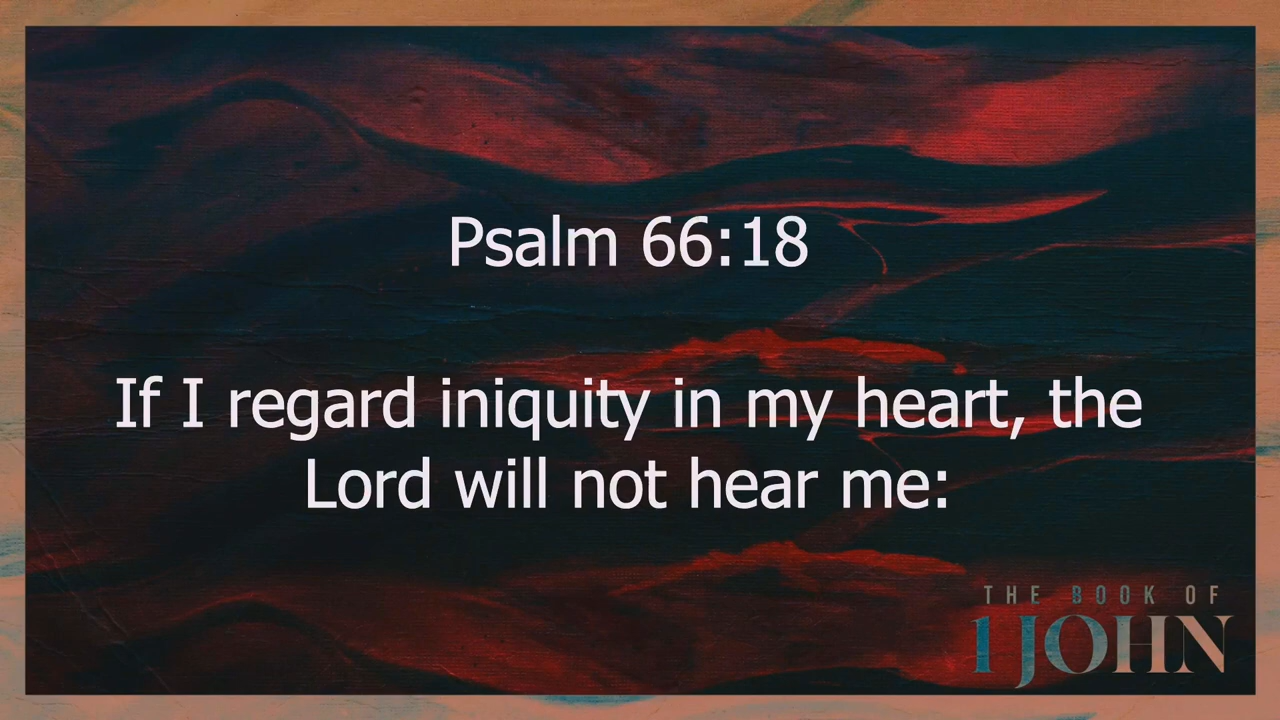 Psalm 66:18
If I regard iniquity in my heart, the
Lord will not hear me:
THE BOOK OF
1 JOHN